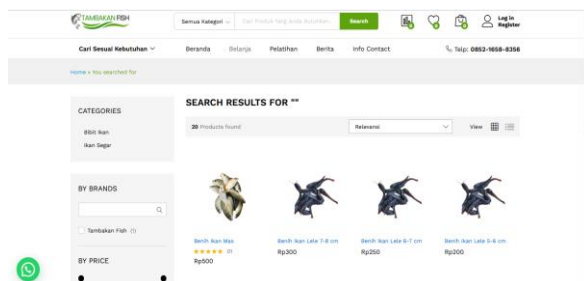 TAMBAKAN FISH
Semua Kategori
Search
Log in
Register
Cari Sesuai Kebutuhan
Beranda
Belanja
Pelatihan
Berita
Info Contact
Telp: 0852-1658-8356
Home » You searched for
CATEGORIES
Bibit Ikan
Ikan Segar
BY BRANDS
Tambakan Fish (1)
BY PRICE
SEARCH RESULTS FOR ""
Products found
Relevansi
View
Benih Ikan Mas
Rp500
Benih Ikan Lele 7-8 cm
Rp300
Benih Ikan Lele 6-7 cm
Rp250
Benih Ikan Lele 5-6 cm
Rp200